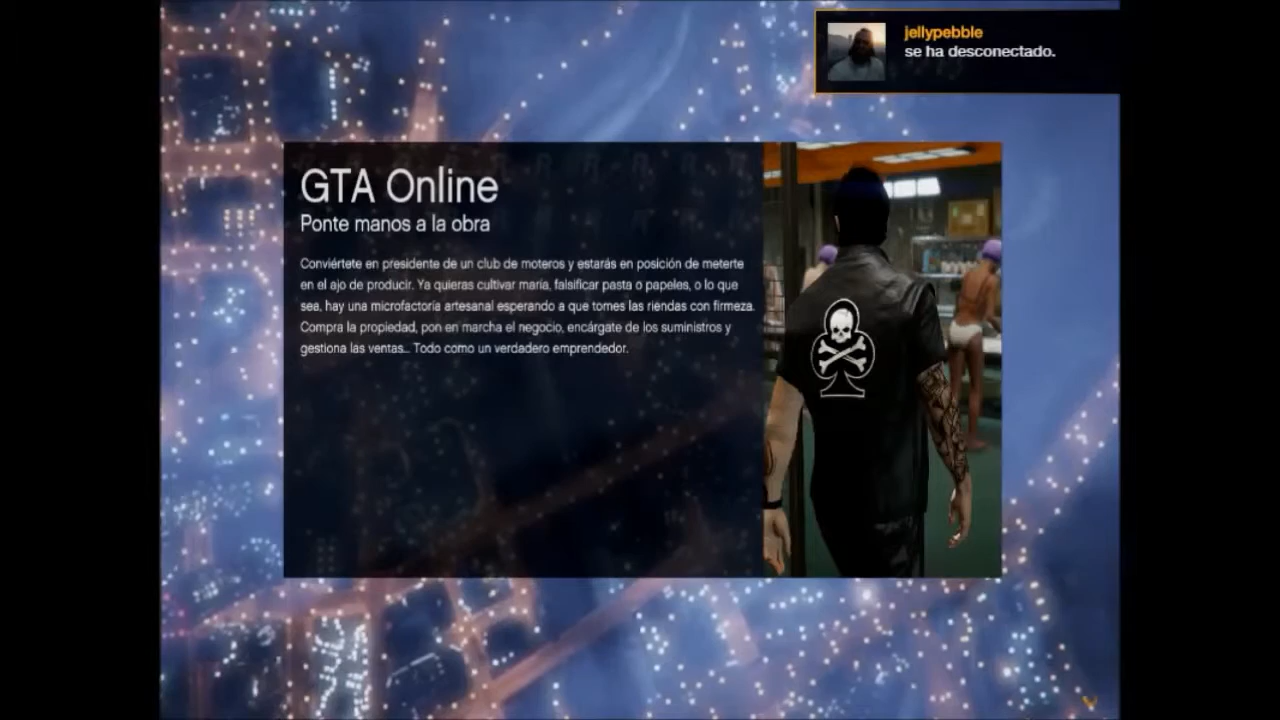 jellypebble
se ha desconectado.
GTA Online
Ponte manos a la obra
Conviértete en presidente de un club de moteros y estarás en posición de meterte
en el ajo de producir. Ya quieras cultivar maría, falsificar pasta o papeles, o lo que
sea, hay una microfactoría artesanal esperando a que tomes las riendas con firmeza.
Compra la propiedad, pon en marcha el negocio, encárgate de los suministros y
gestiona las ventas... Todo como un verdadero emprendedor.